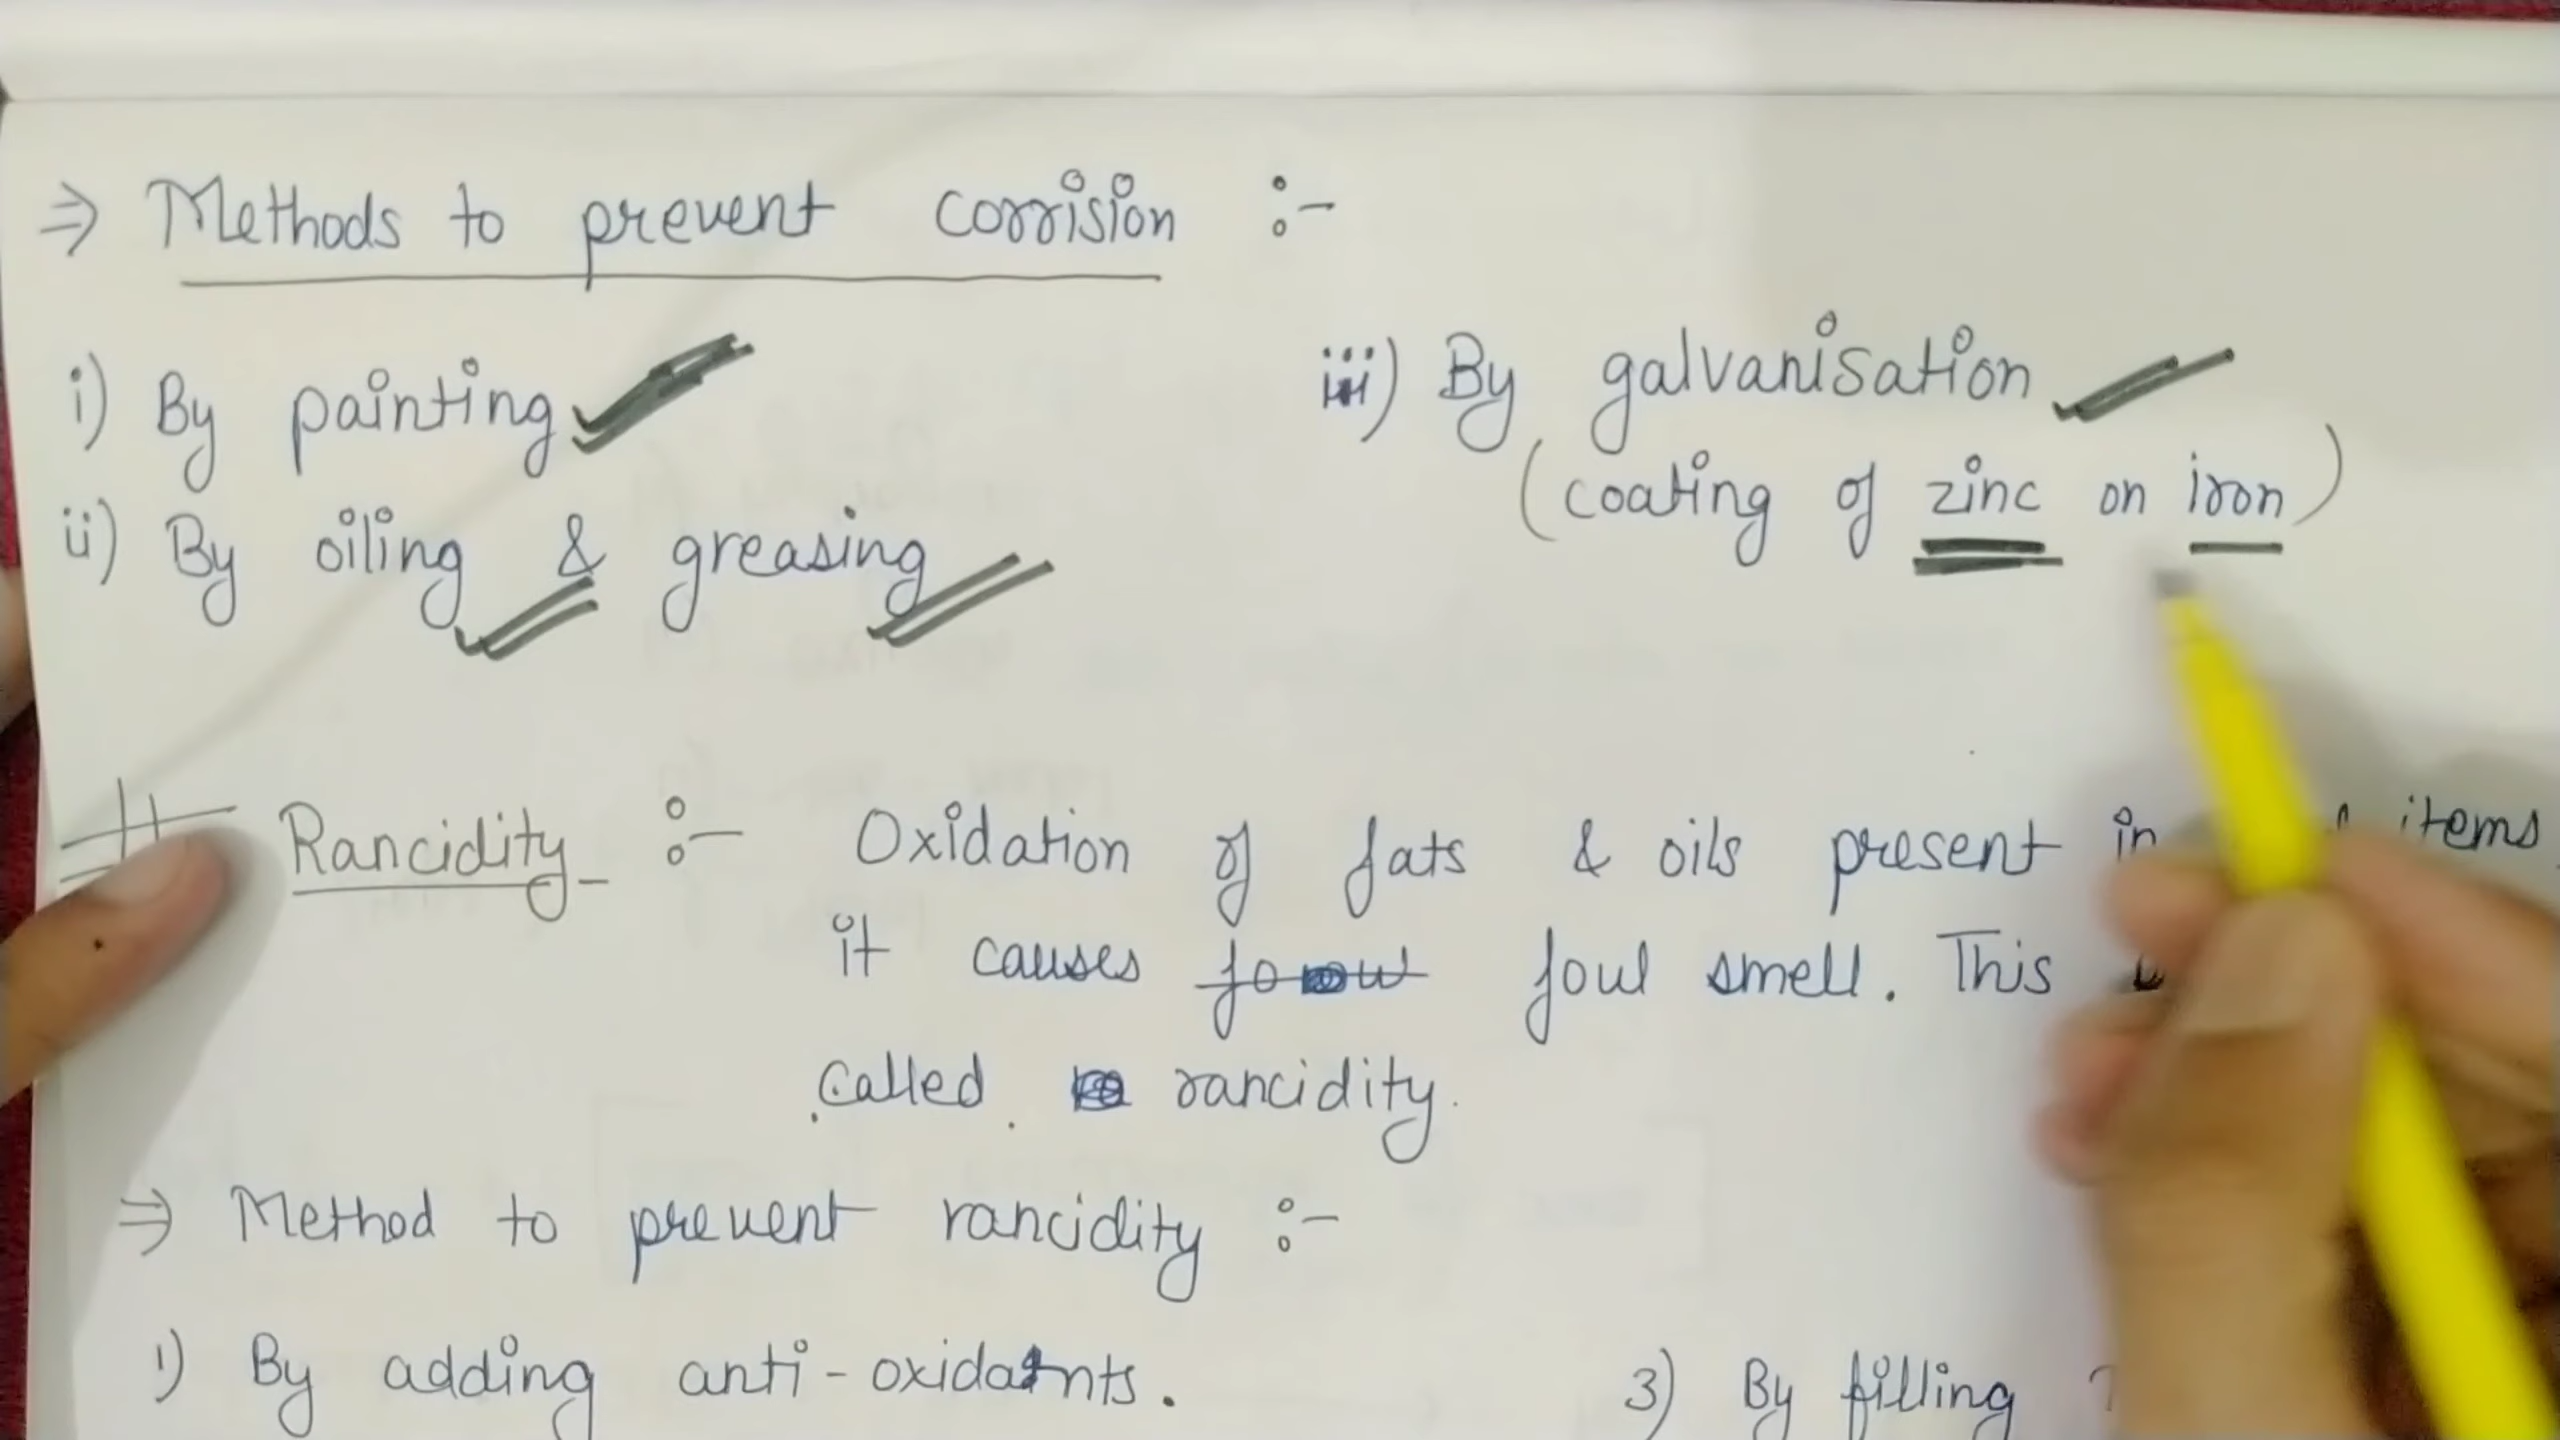 ⇒ Methods to prevent corrision :-
i) By painting
ii) By oiling & greasing
iii) By galvanisation
(coating of zinc on iron)
# Rancidity :- Oxidation of fats & oils present in items
it causes foul smell. This
called rancidity.
⇒ Method to prevent rancidity :-
1) By adding anti-oxidants.
3) By filling